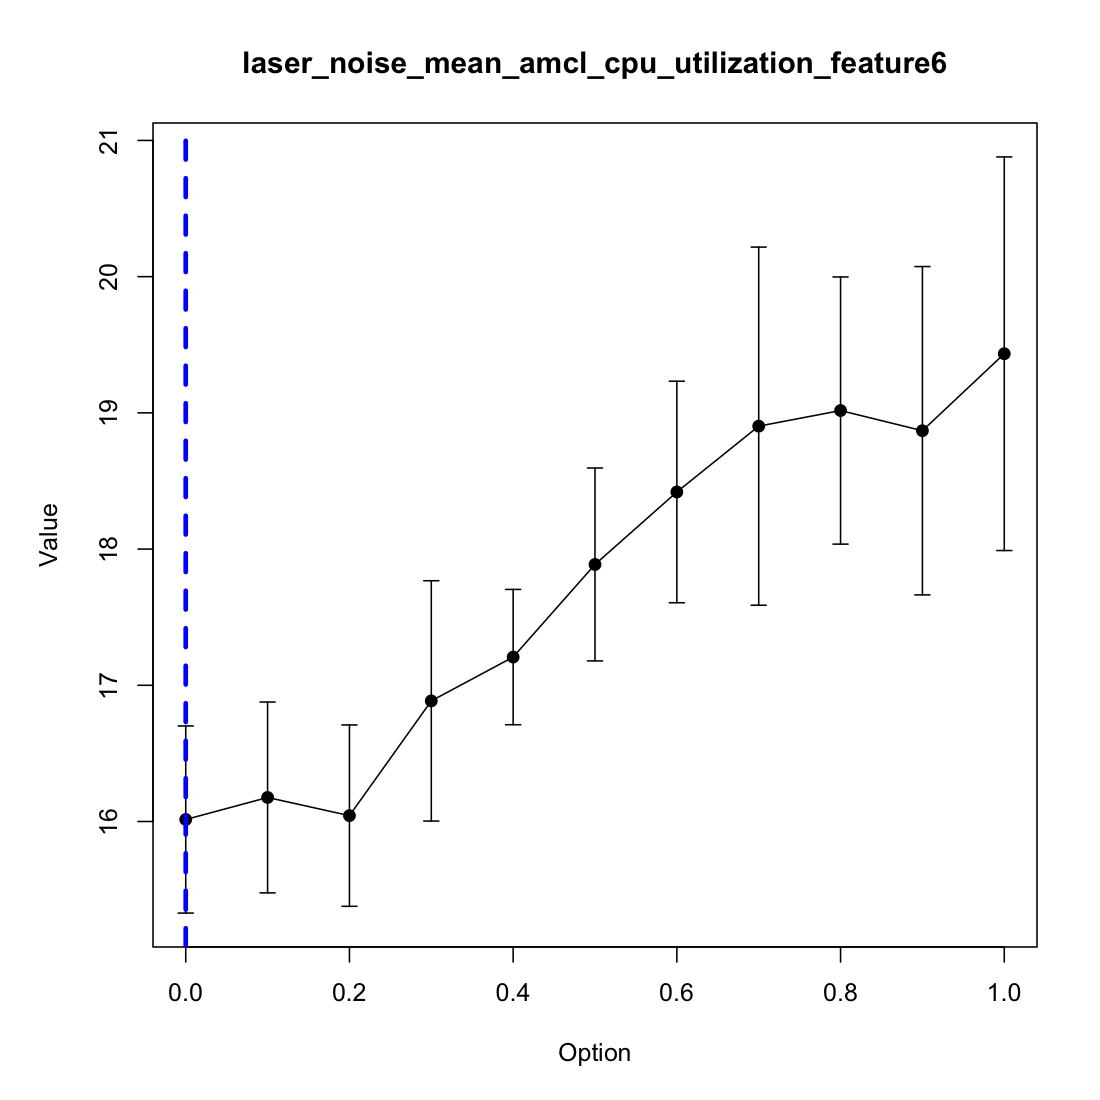 laser_noise_mean_amcl_cpu_utilization_feature6
21
20
19
18
17
16
Value
0.0 0.2 0.4 0.6 0.8 1.0
Option